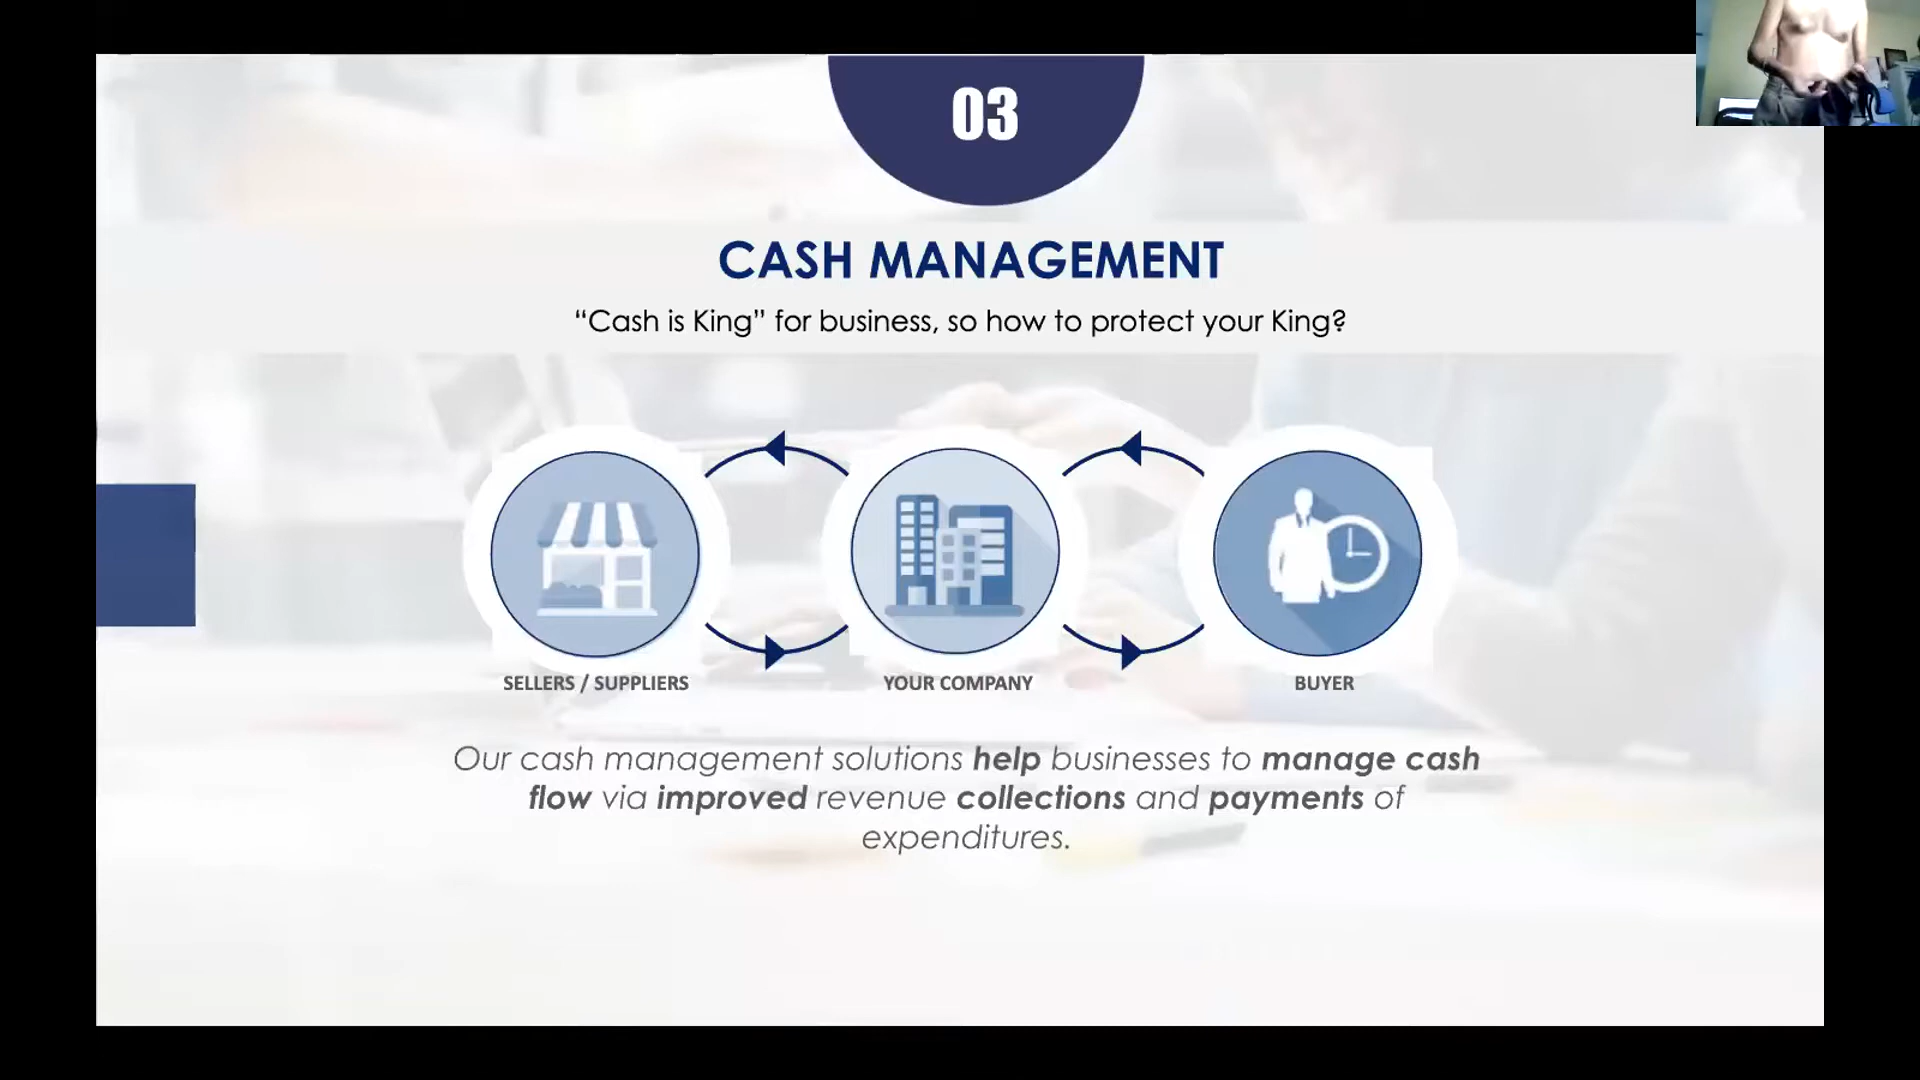 03
CASH MANAGEMENT
“Cash is King” for business, so how to protect your King?
SELLERS / SUPPLIERS
YOUR COMPANY
BUYER
Our cash management solutions help businesses to manage cash
flow via improved revenue collections and payments of
expenditures.